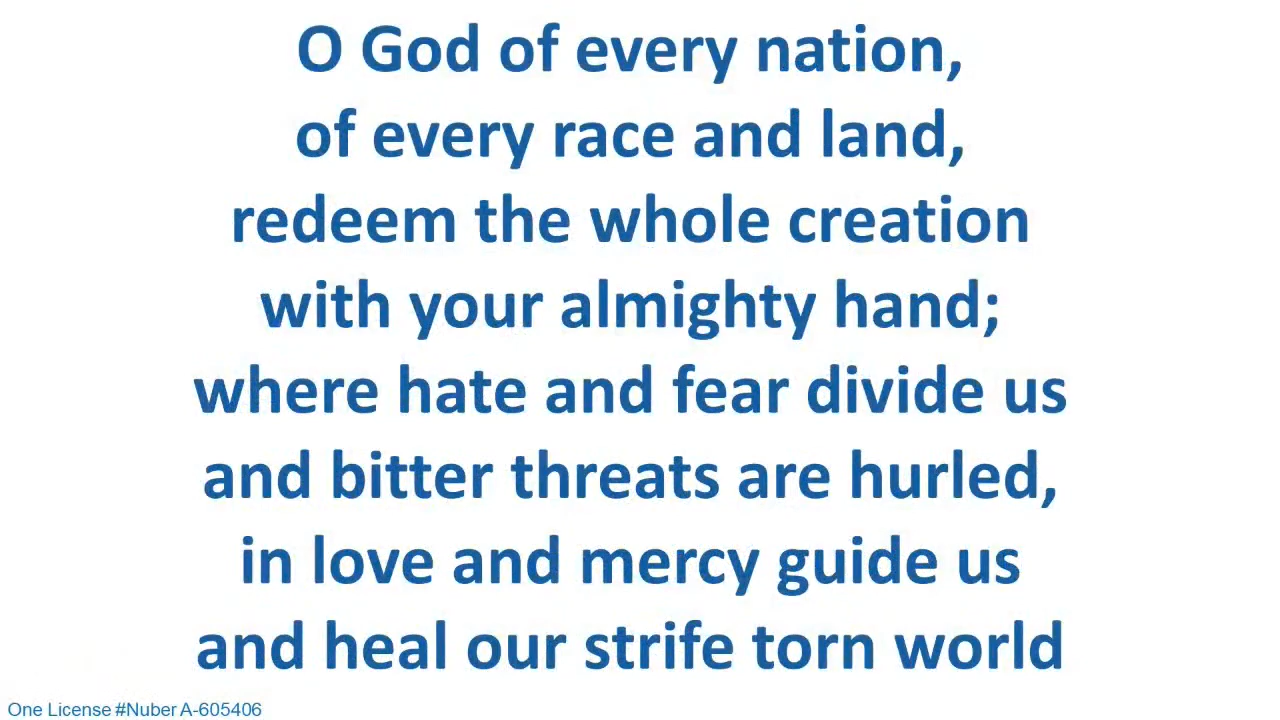 O God of every nation,
of every race and land,
redeem the whole creation
with your almighty hand;
where hate and fear divide us
and bitter threats are hurled,
in love and mercy guide us
and heal our strife torn world
One License #Nuber A-605406